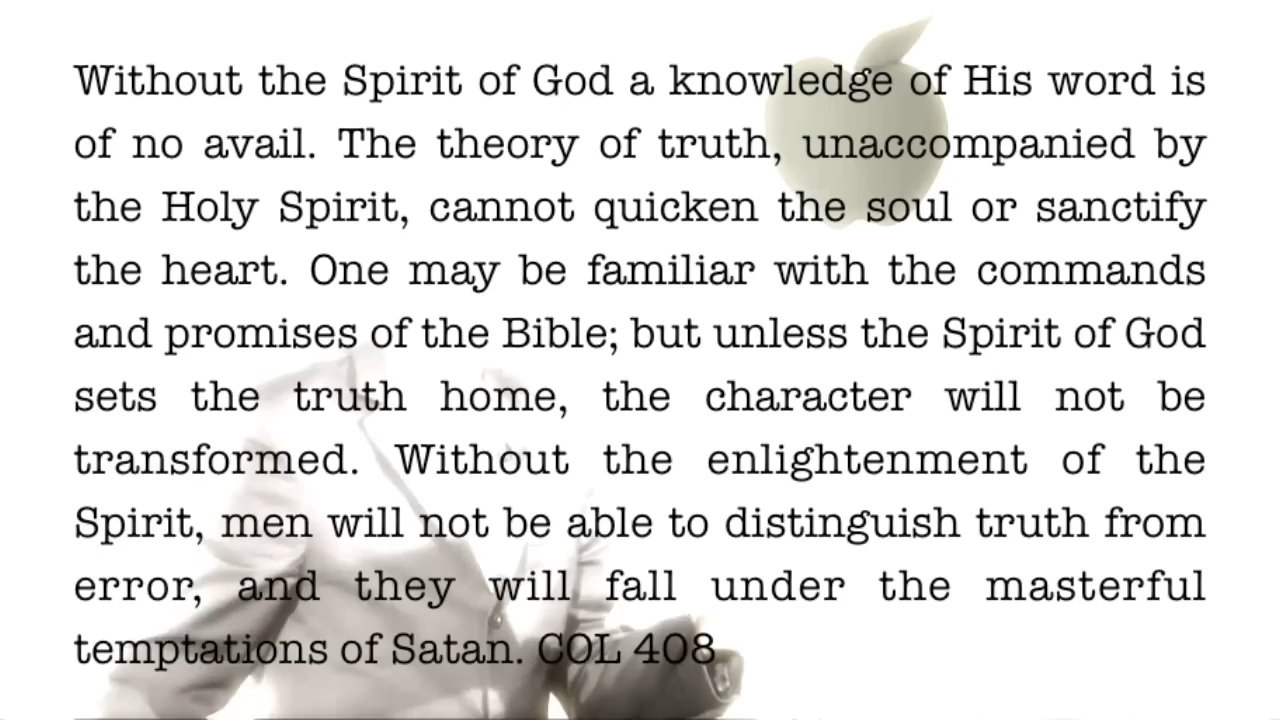 Without the Spirit of God a knowledge of His word is
of no avail. The theory of truth, unaccompanied by
the Holy Spirit, cannot quicken the soul or sanctify
the heart. One may be familiar with the commands
and promises of the Bible; but unless the Spirit of God
sets the truth home, the character will not be
transformed. Without the enlightenment of the
Spirit, men will not be able to distinguish truth from
error, and they will fall under the masterful
temptations of Satan. COL 408